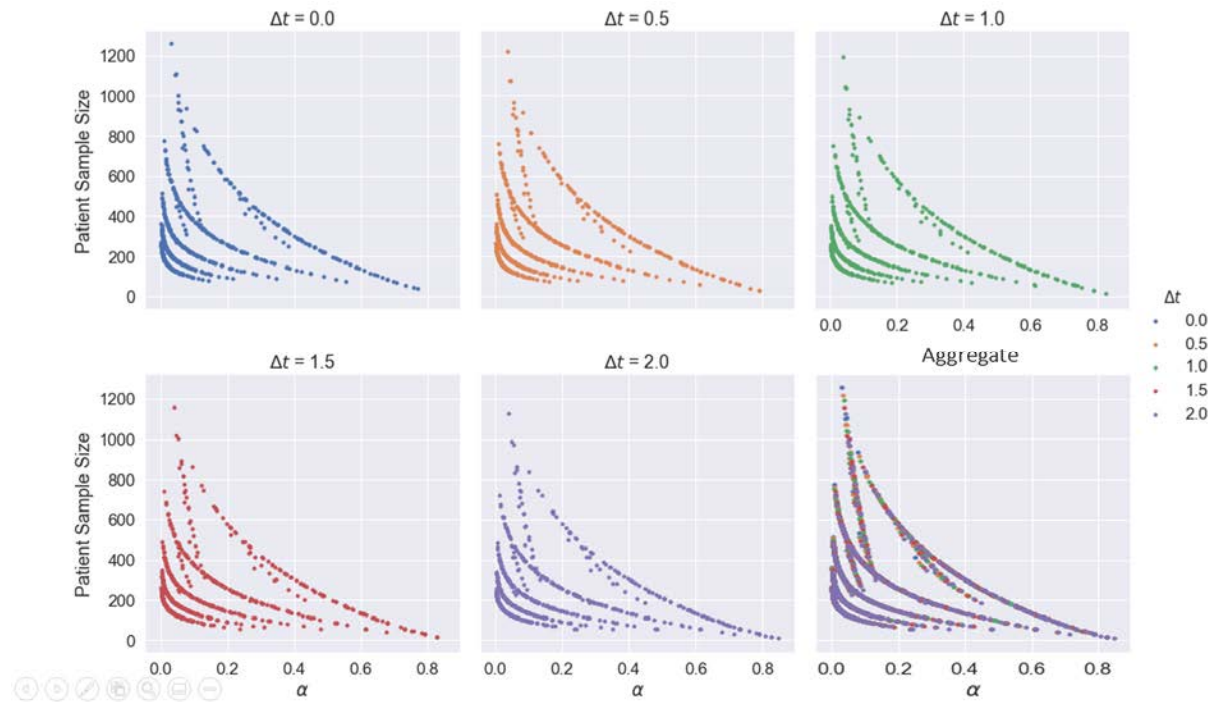 Δt = 0.0
Δt = 0.5
Δt = 1.0
Patient Sample Size
1200
1000
800
600
400
200
0
0.0 0.2 0.4 0.6 0.8
Δt
0.0
0.5
1.0
1.5
2.0
Δt = 1.5
Δt = 2.0
Aggregate
Patient Sample Size
1200
1000
800
600
400
200
0
0.0 0.2 0.4 0.6 0.8
α
0.0 0.2 0.4 0.6 0.8
α
0.0 0.2 0.4 0.6 0.8
α